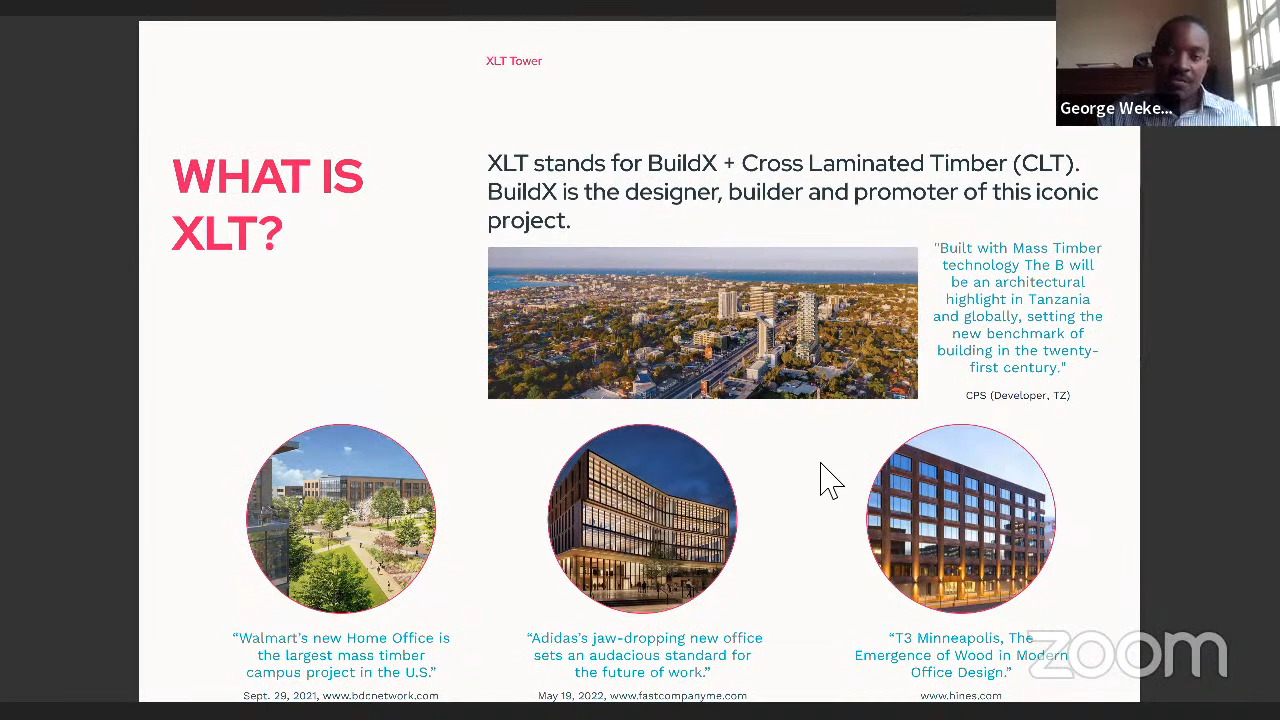 XLT Tower
George Weke...
WHAT IS
XLT?
XLT stands for BuildX + Cross Laminated Timber (CLT).
BuildX is the designer, builder and promoter of this iconic
project.
"Built with Mass Timber
technology The B will
be an architectural
highlight in Tanzania
and globally, setting the
new benchmark of
building in the twenty-
first century."
CPS (Developer, TZ)
“Walmart’s new Home Office is
the largest mass timber
campus project in the U.S.”
Sept. 29, 2021, www.bdcnetwork.com
“Adidas’s jaw-dropping new office
sets an audacious standard for
the future of work.”
May 19, 2022, www.fastcompanyme.com
“T3 Minneapolis, The
Emergence of Wood in Modern
Office Design.”
www.hines.com
zoom